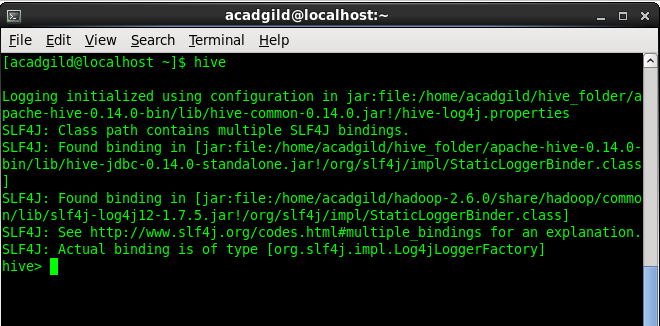 acadgild@localhost:~
File Edit View Search Terminal Help
[acadgild@localhost ~]$ hive
Logging initialized using configuration in jar:file:/home/acadgild/hive_folder/a
pache-hive-0.14.0-bin/lib/hive-common-0.14.0.jar!/hive-log4j.properties
SLF4J: Class path contains multiple SLF4J bindings.
SLF4J: Found binding in [jar:file:/home/acadgild/hive_folder/apache-hive-0.14.0-
bin/lib/hive-jdbc-0.14.0-standalone.jar!/org/slf4j/impl/StaticLoggerBinder.class
]
SLF4J: Found binding in [jar:file:/home/acadgild/hadoop-2.6.0/share/hadoop/commo
n/lib/slf4j-log4j12-1.7.5.jar!/org/slf4j/impl/StaticLoggerBinder.class]
SLF4J: See http://www.slf4j.org/codes.html#multiple_bindings for an explanation.
SLF4J: Actual binding is of type [org.slf4j.impl.Log4jLoggerFactory]
hive>